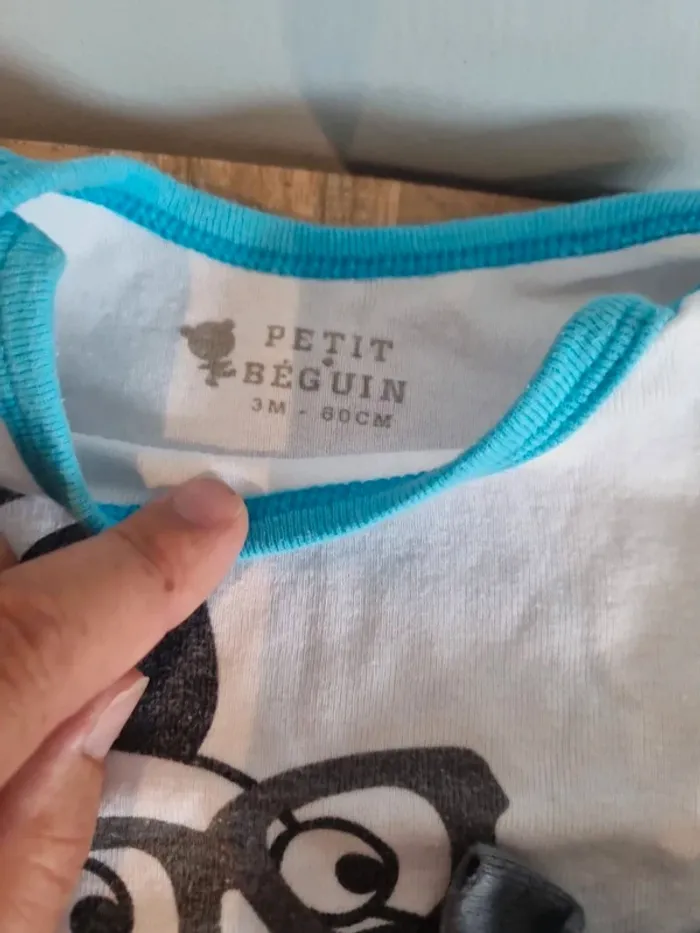 PETIT
BÉGUIN
3M - 60CM